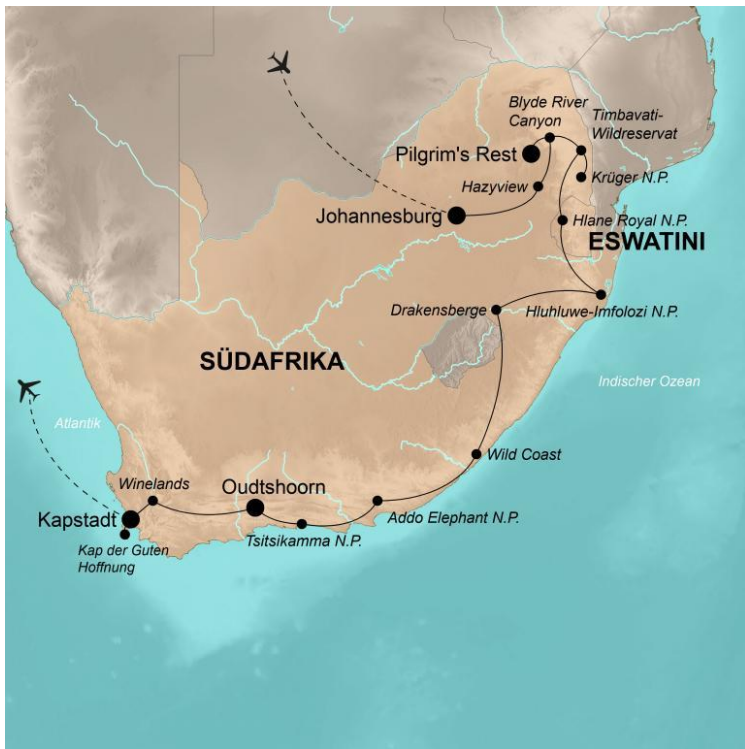 Blyde River
Canyon
Timbavati-
Wildreservat
Pilgrim's Rest
Krüger N.P.
Hazyview
Johannesburg
Hlane Royal N.P.
ESWATINI
Drakensberge
Hluhluwe-Imfolozi N.P.
SÜDAFRIKA
Indischer Ozean
Atlantik
Wild Coast
Winelands
Oudtshoorn
Kapstadt
Addo Elephant N.P.
Tsitsikamma N.P.
Kap der Guten
Hoffnung